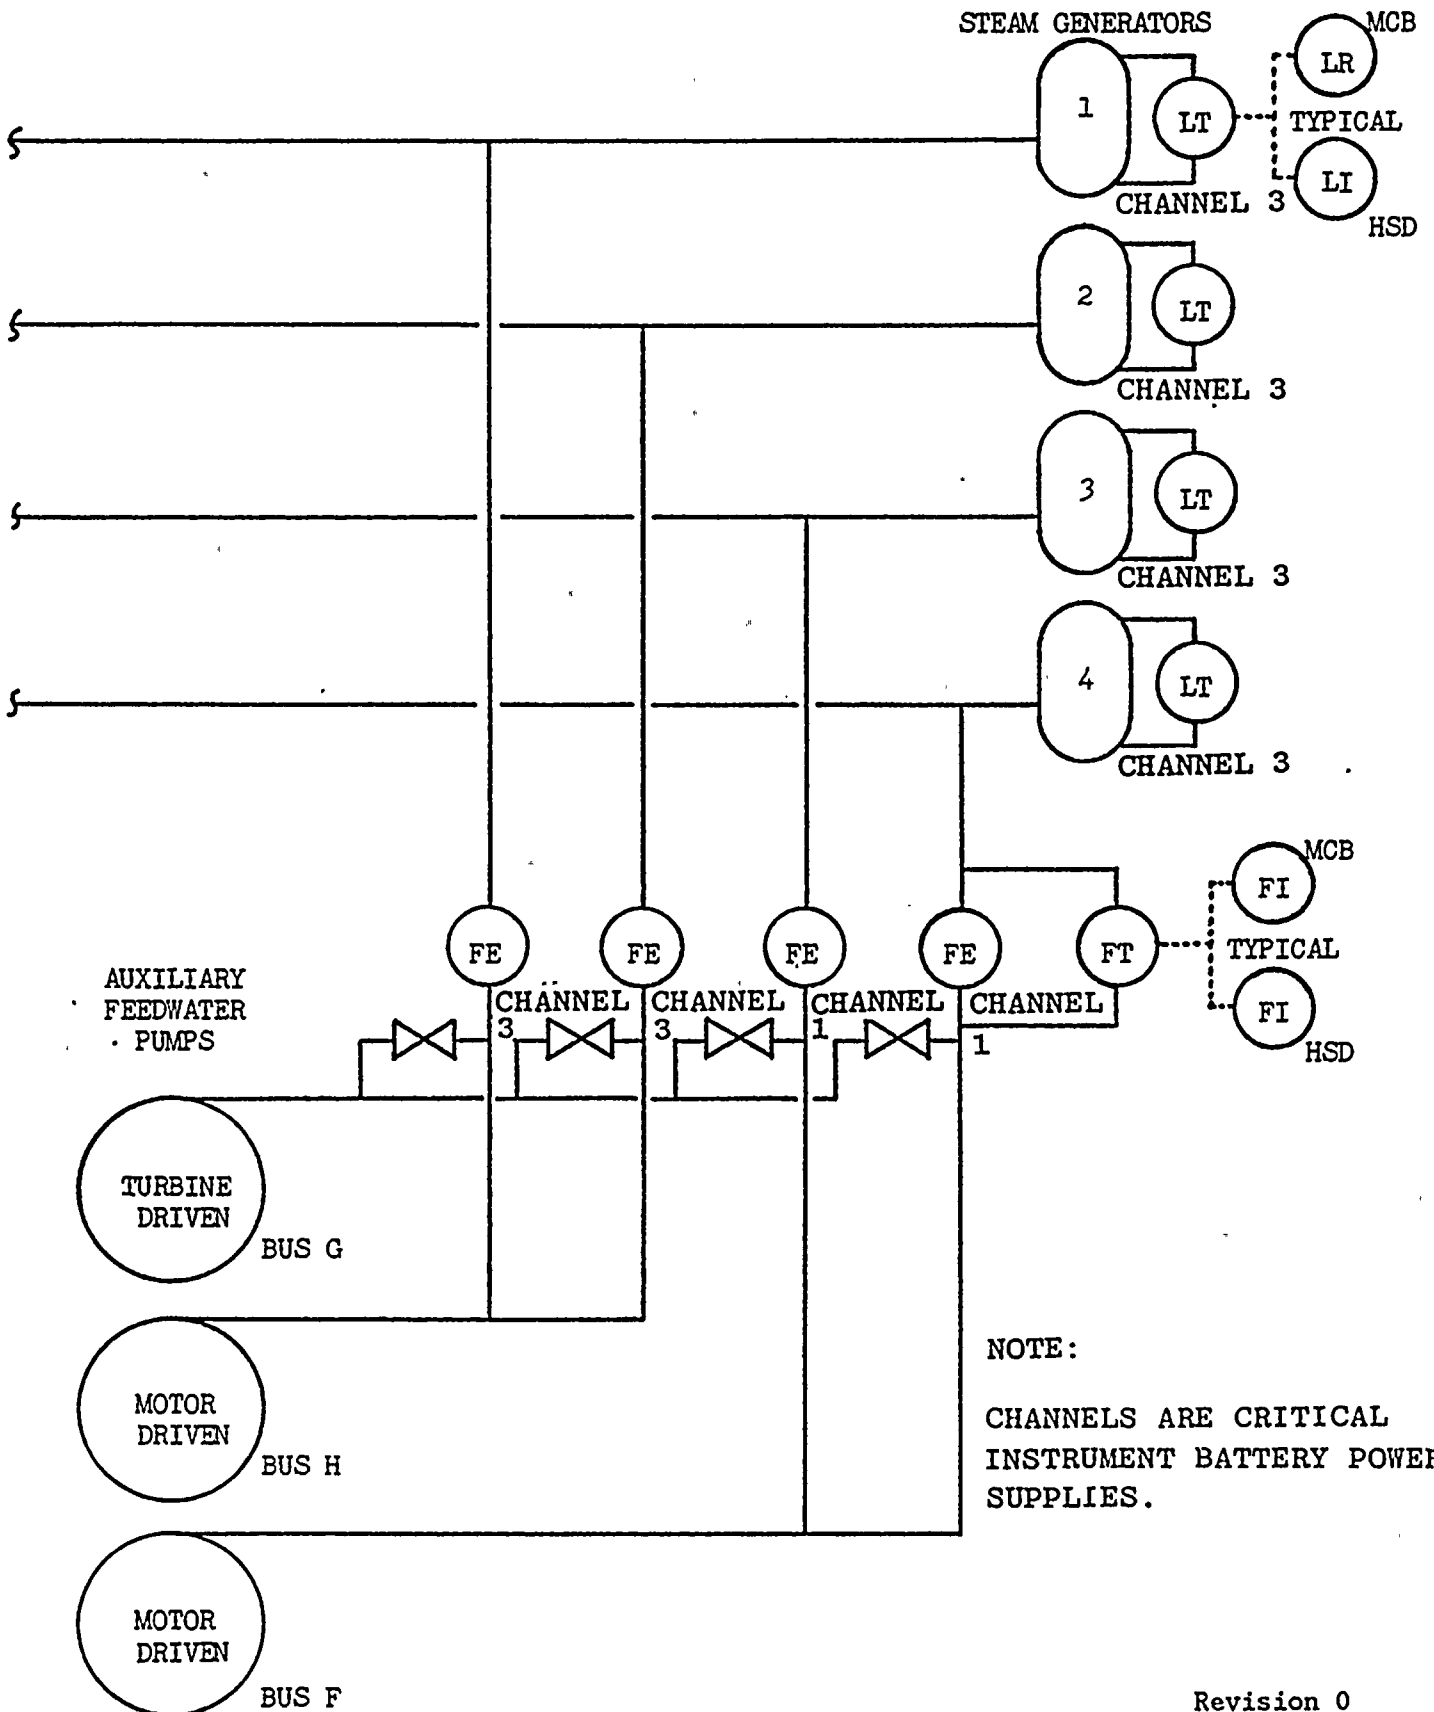 STEAM GENERATORS
MCB
LR
1
LT
TYPICAL
LI
CHANNEL 3
HSD
2
LT
CHANNEL 3
3
LT
CHANNEL 3
4
LT
CHANNEL 3
MCB
FI
FE
FE
FE
FE
FT
TYPICAL
AUXILIARY
FEEDWATER
PUMPS
CHANNEL
3
CHANNEL
3
CHANNEL
1
CHANNEL
1
FI
HSD
TURBINE
DRIVEN
BUS G
MOTOR
DRIVEN
BUS H
NOTE:
CHANNELS ARE CRITICAL
INSTRUMENT BATTERY POWER
SUPPLIES.
MOTOR
DRIVEN
BUS F
Revision 0